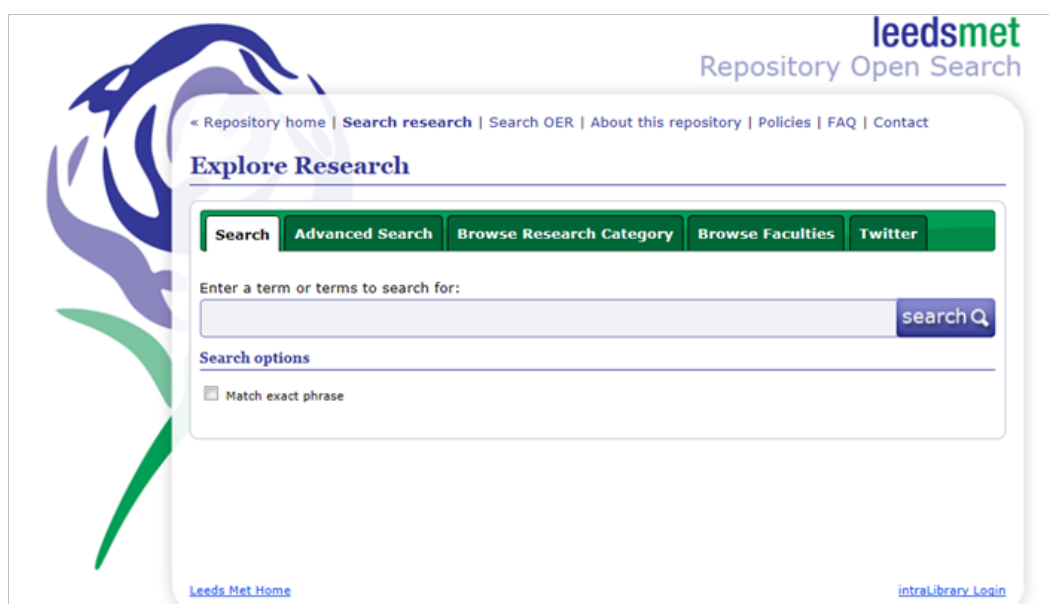 leedsmet
Repository Open Search
« Repository home | Search research | Search OER | About this repository | Policies | FAQ | Contact
Explore Research
Search Advanced Search Browse Research Category Browse Faculties Twitter
Enter a term or terms to search for:
search
Search options
Match exact phrase
Leeds Met Home intraLibrary Login